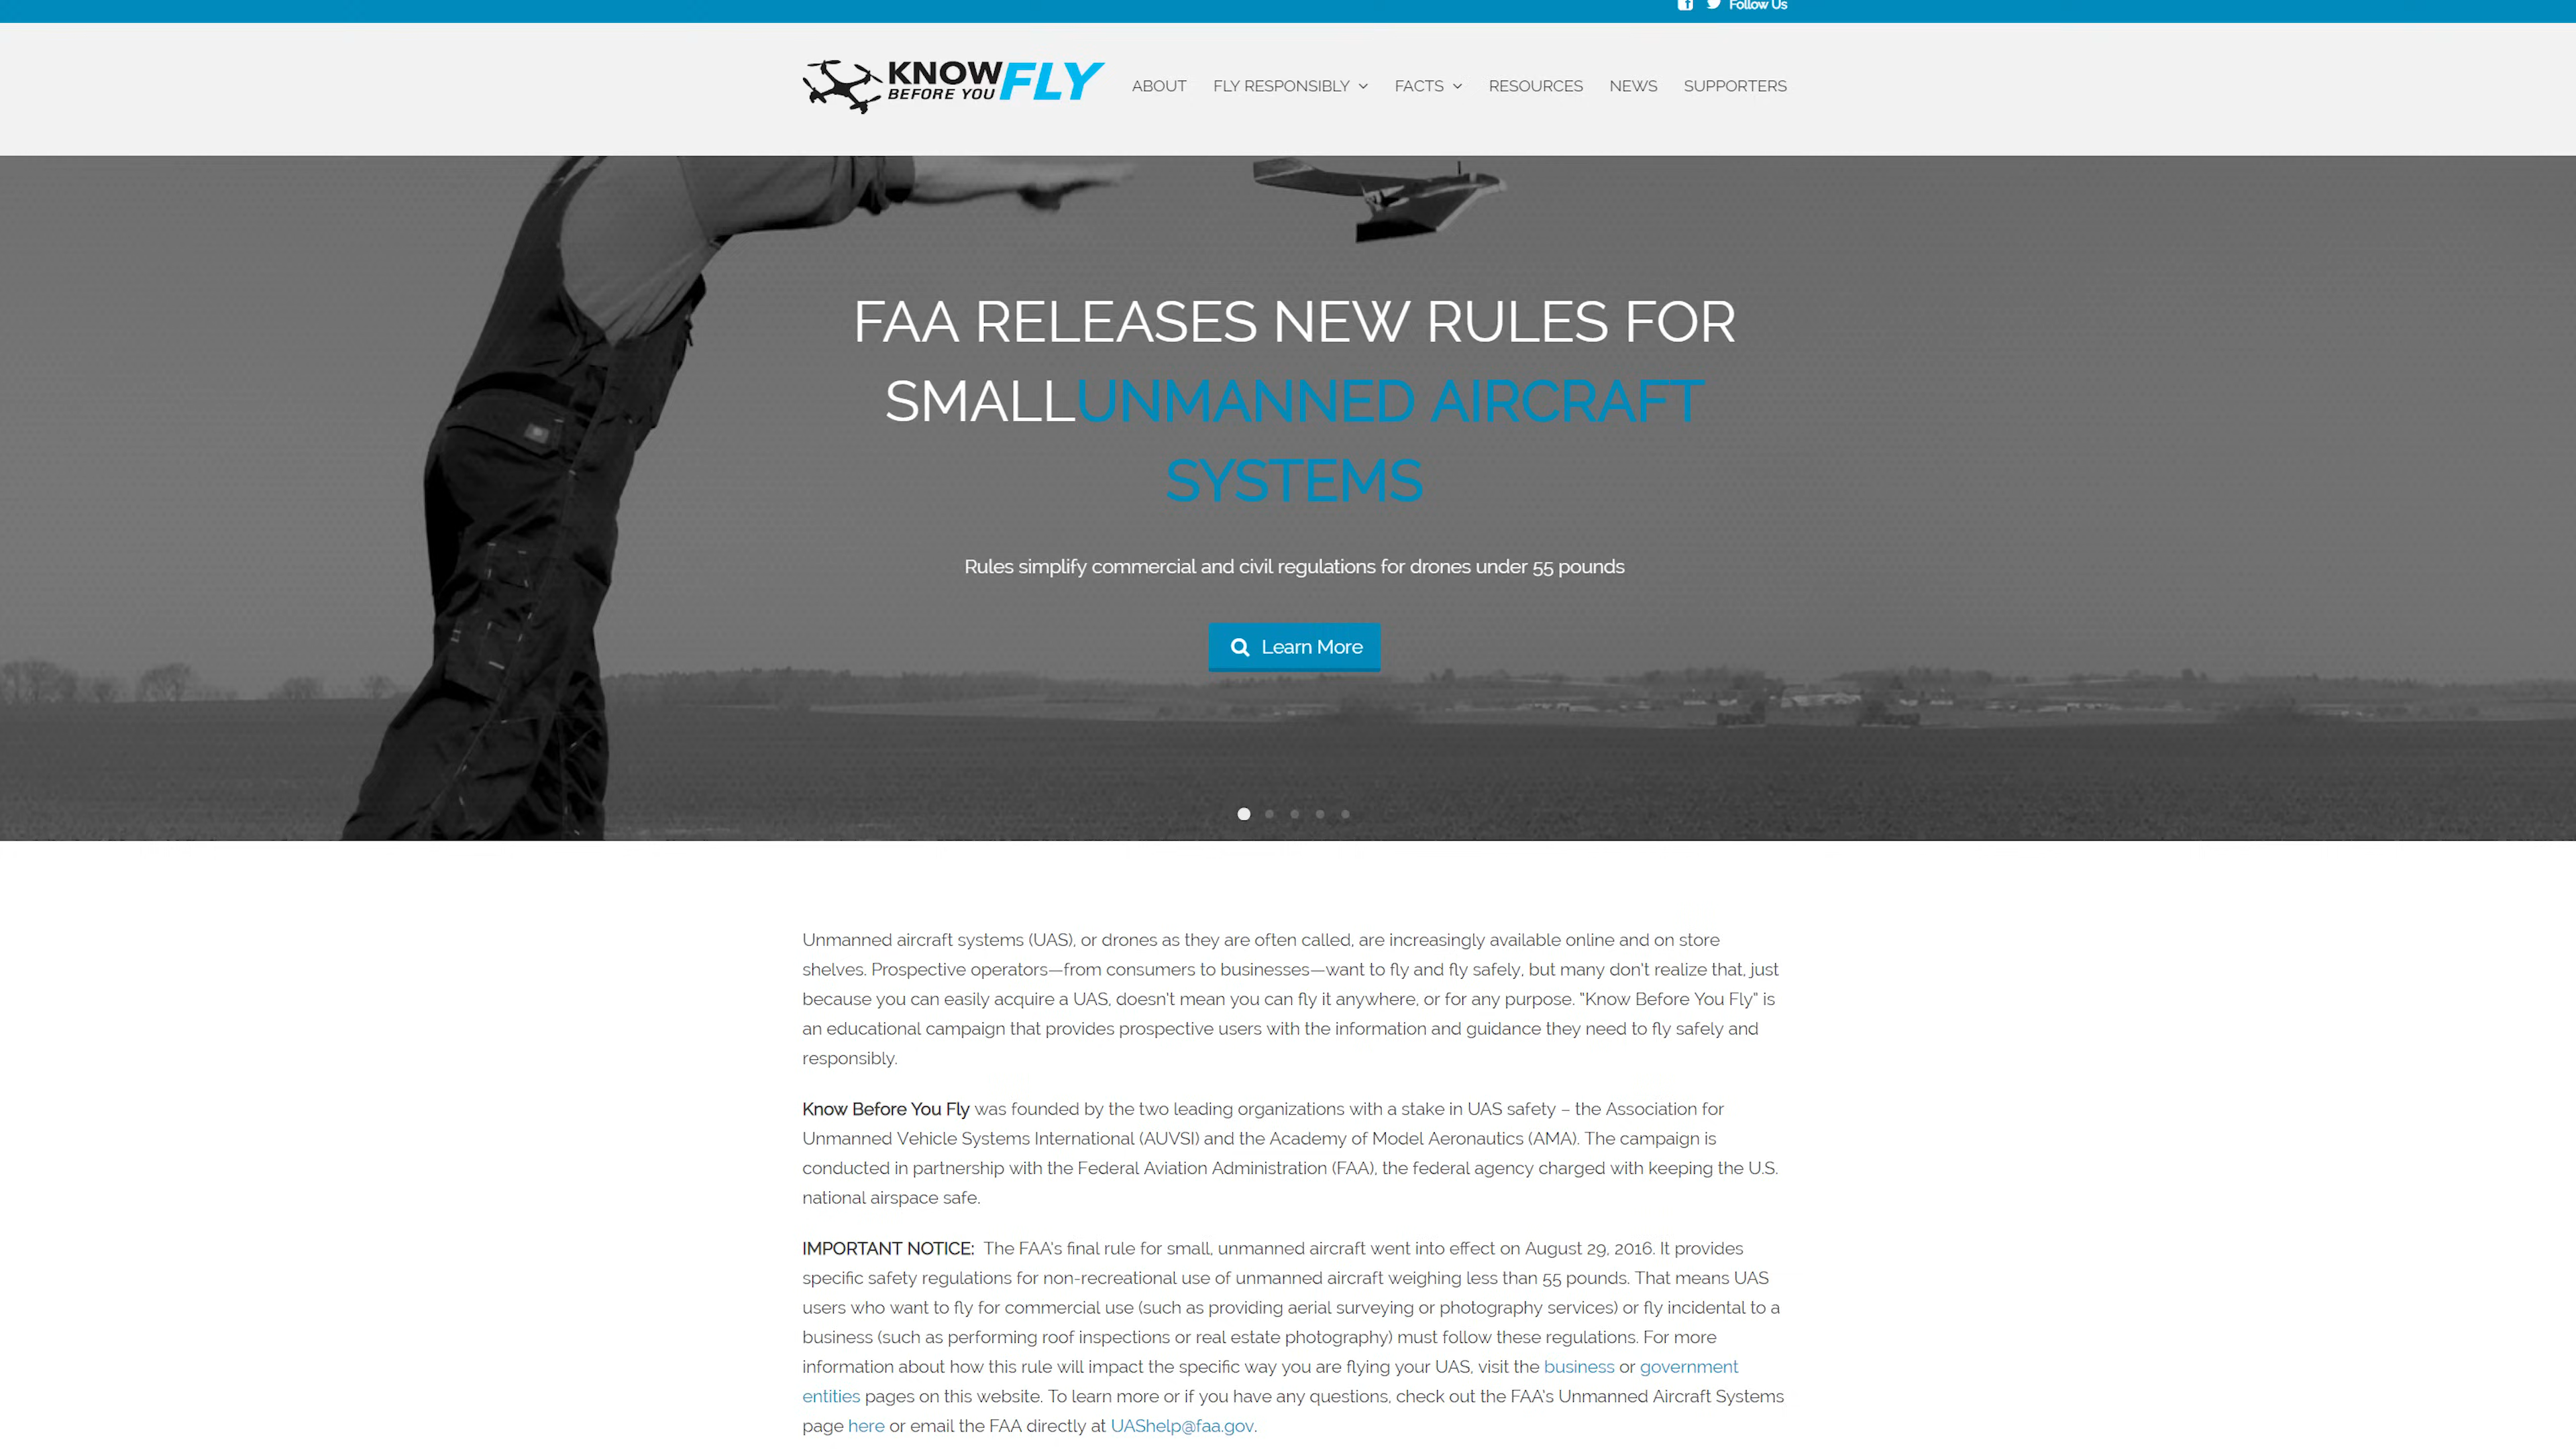 Follow Us
KNOW
BEFORE YOU FLY
ABOUT FLY RESPONSIBLY FACTS RESOURCES NEWS SUPPORTERS
FAA RELEASES NEW RULES FOR
SMALLUNMANNED AIRCRAFT
SYSTEMS
Rules simplify commercial and civil regulations for drones under 55 pounds
Learn More
Unmanned aircraft systems (UAS), or drones as they are often called, are increasingly available online and on store
shelves. Prospective operators—from consumers to businesses—want to fly and fly safely, but many don't realize that, just
because you can easily acquire a UAS, doesn't mean you can fly it anywhere, or for any purpose. "Know Before You Fly" is
an educational campaign that provides prospective users with the information and guidance they need to fly safely and
responsibly.
Know Before You Fly was founded by the two leading organizations with a stake in UAS safety – the Association for
Unmanned Vehicle Systems International (AUVSI) and the Academy of Model Aeronautics (AMA). The campaign is
conducted in partnership with the Federal Aviation Administration (FAA), the federal agency charged with keeping the U.S.
national airspace safe.
IMPORTANT NOTICE: The FAA's final rule for small, unmanned aircraft went into effect on August 29, 2016. It provides
specific safety regulations for non-recreational use of unmanned aircraft weighing less than 55 pounds. That means UAS
users who want to fly for commercial use (such as providing aerial surveying or photography services) or fly incidental to a
business (such as performing roof inspections or real estate photography) must follow these regulations. For more
information about how this rule will impact the specific way you are flying your UAS, visit the business or government
entities pages on this website. To learn more or if you have any questions, check out the FAA's Unmanned Aircraft Systems
page here or email the FAA directly at UAShelp@faa.gov.